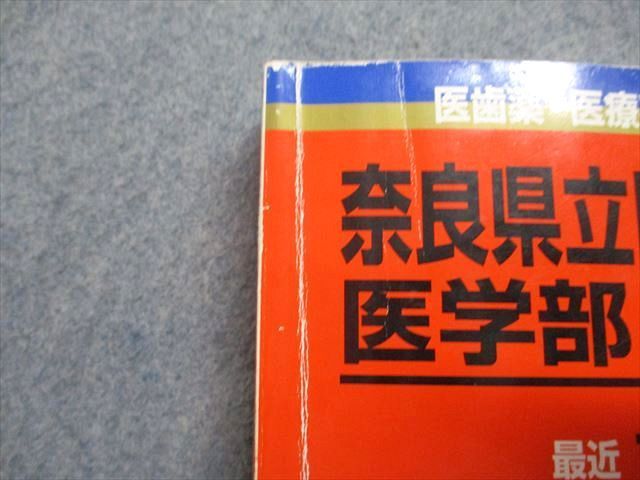 医歯薬 医療
奈良県立
医学部
最近